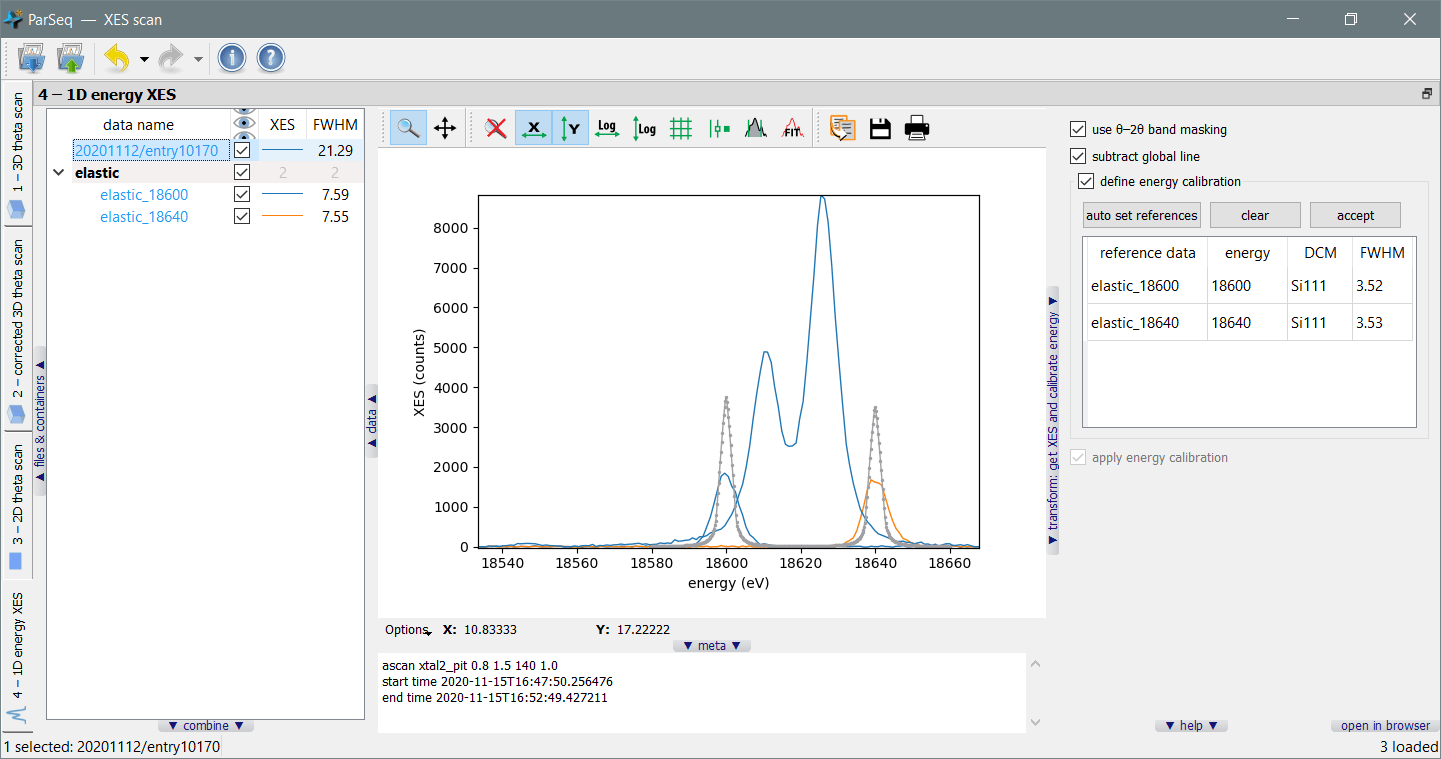 ParSeq — XES scan
4 − 1D energy XES
1 − 3D theta scan
2 − corrected 3D theta scan
3 − 2D theta scan
4 − 1D energy XES
files & containers
data name XES FWHM
20201112/entry10170 21.29
elastic 2 2
elastic_18600 7.59
elastic_18640 7.55
combine
data
Log Log FIT
X Y
XES (counts)
8000
7000
6000
5000
4000
3000
2000
1000
0
18540 18560 18580 18600 18620 18640 18660
energy (eV)
Options X: 10.83333 Y: 17.22222
meta
ascan xtal2_pit 0.8 1.5 140 1.0
start time 2020-11-15T16:47:50.256476
end time 2020-11-15T16:52:49.427211
transform: get XES and calibrate energy
use θ−2θ band masking
subtract global line
define energy calibration
auto set references clear accept
reference data energy DCM FWHM
elastic_18600 18600 Si111 3.52
elastic_18640 18640 Si111 3.53
apply energy calibration
help open in browser
1 selected: 20201112/entry10170 3 loaded